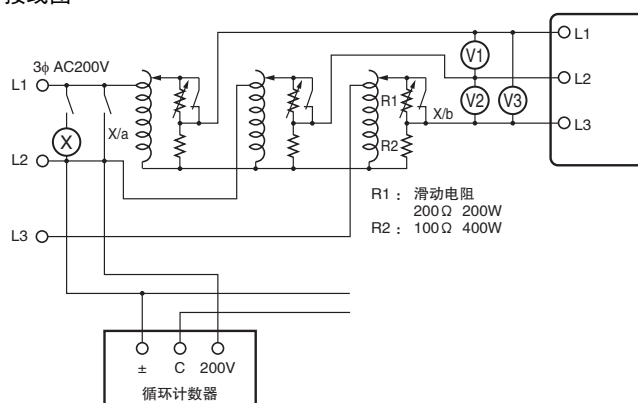 接线图
3ϕ AC200V
L1
L2
L3
X
X/a
R1
R2
X/b
V1
V2
V3
L1
L2
L3
R1： 滑动电阻
200Ω 200W
R2： 100Ω 400W
± C 200V
循环计数器